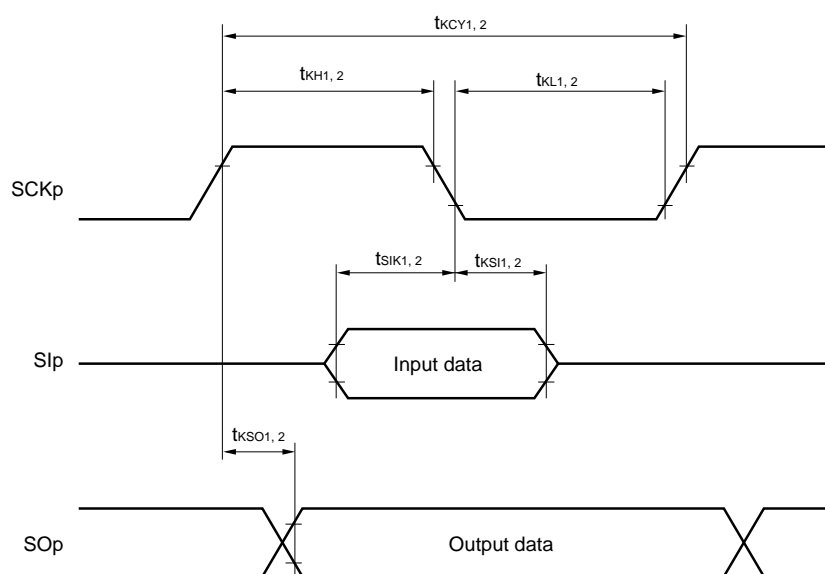 tKCY1, 2
tKH1, 2
tKL1, 2
SCKp
tSIK1, 2
tKSI1, 2
SIp
Input data
tKSO1, 2
SOp
Output data